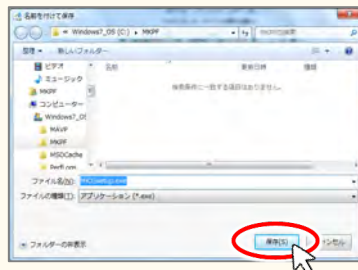 名前を付けて保存
Windows7_OS (C:) ▸ MKPF
整理 ▼ 新しいフォルダー
ビデオ
ミュージック
MKPF
コンピューター
Windows7_OS
MAVP
MKPF
MSOCache
PerfLogs
名前 更新日時 種類
検索条件に一致する項目はありません。
ファイル名(N):
ファイルの種類(T): アプリケーション (*.exe)
フォルダーの非表示
保存(S)